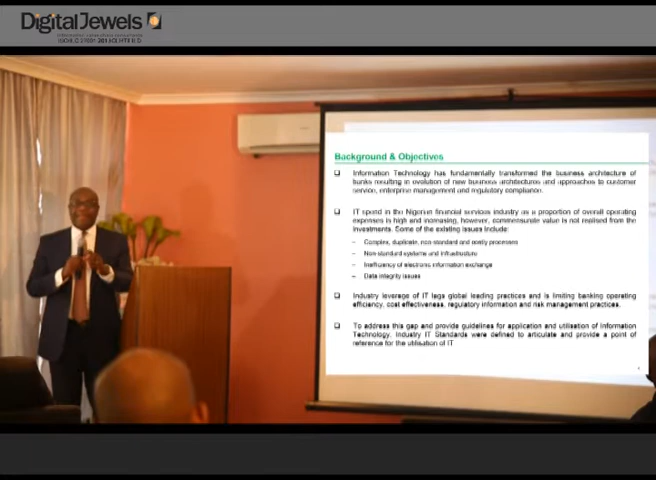 DigitalJewels
Background & Objectives
Information Technology has fundamentally transformed the business architecture of
banks resulting in evolution of new business architectures and approaches to customer
service, enterprise management and regulatory compliance.
IT spend in the Nigerian financial services industry as a proportion of overall operating
expenses is high and increasing, however, commensurate value is not realised from the
investments. Some of the existing issues include:
– Complex, duplicate, non-standard and costly processes
– Non-standard systems and infrastructure
– Inefficiency of electronic information exchange
– Data integrity issues
Industry leverage of IT lags global leading practices and is limiting banking operating
efficiency, cost effectiveness, regulatory information and risk management practices.
To address this gap and provide guidelines for application and utilisation of Information
Technology, Industry IT Standards were defined to articulate and provide a point of
reference for the utilisation of IT